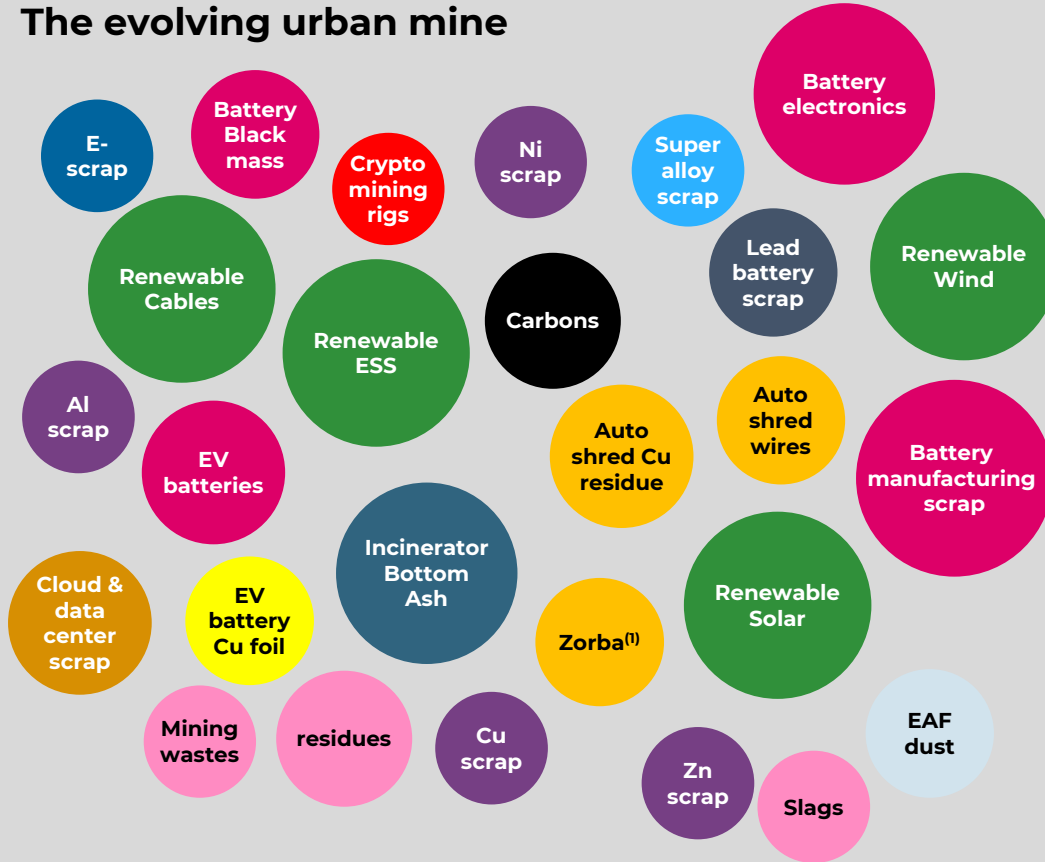 The evolving urban mine
Battery
electronics
E-
scrap
Battery
Black
mass
Crypto
mining
rigs
Ni
scrap
Super
alloy
scrap
Renewable
Cables
Renewable
ESS
Carbons
Lead
battery
scrap
Renewable
Wind
Al
scrap
EV
batteries
Auto
shred Cu
residue
Auto
shred
wires
Battery
manufacturing
scrap
Cloud &
data
center
scrap
EV
battery
Cu foil
Incinerator
Bottom
Ash
Zorba(1)
Renewable
Solar
Mining
wastes
residues
Cu
scrap
Zn
scrap
Slags
EAF
dust